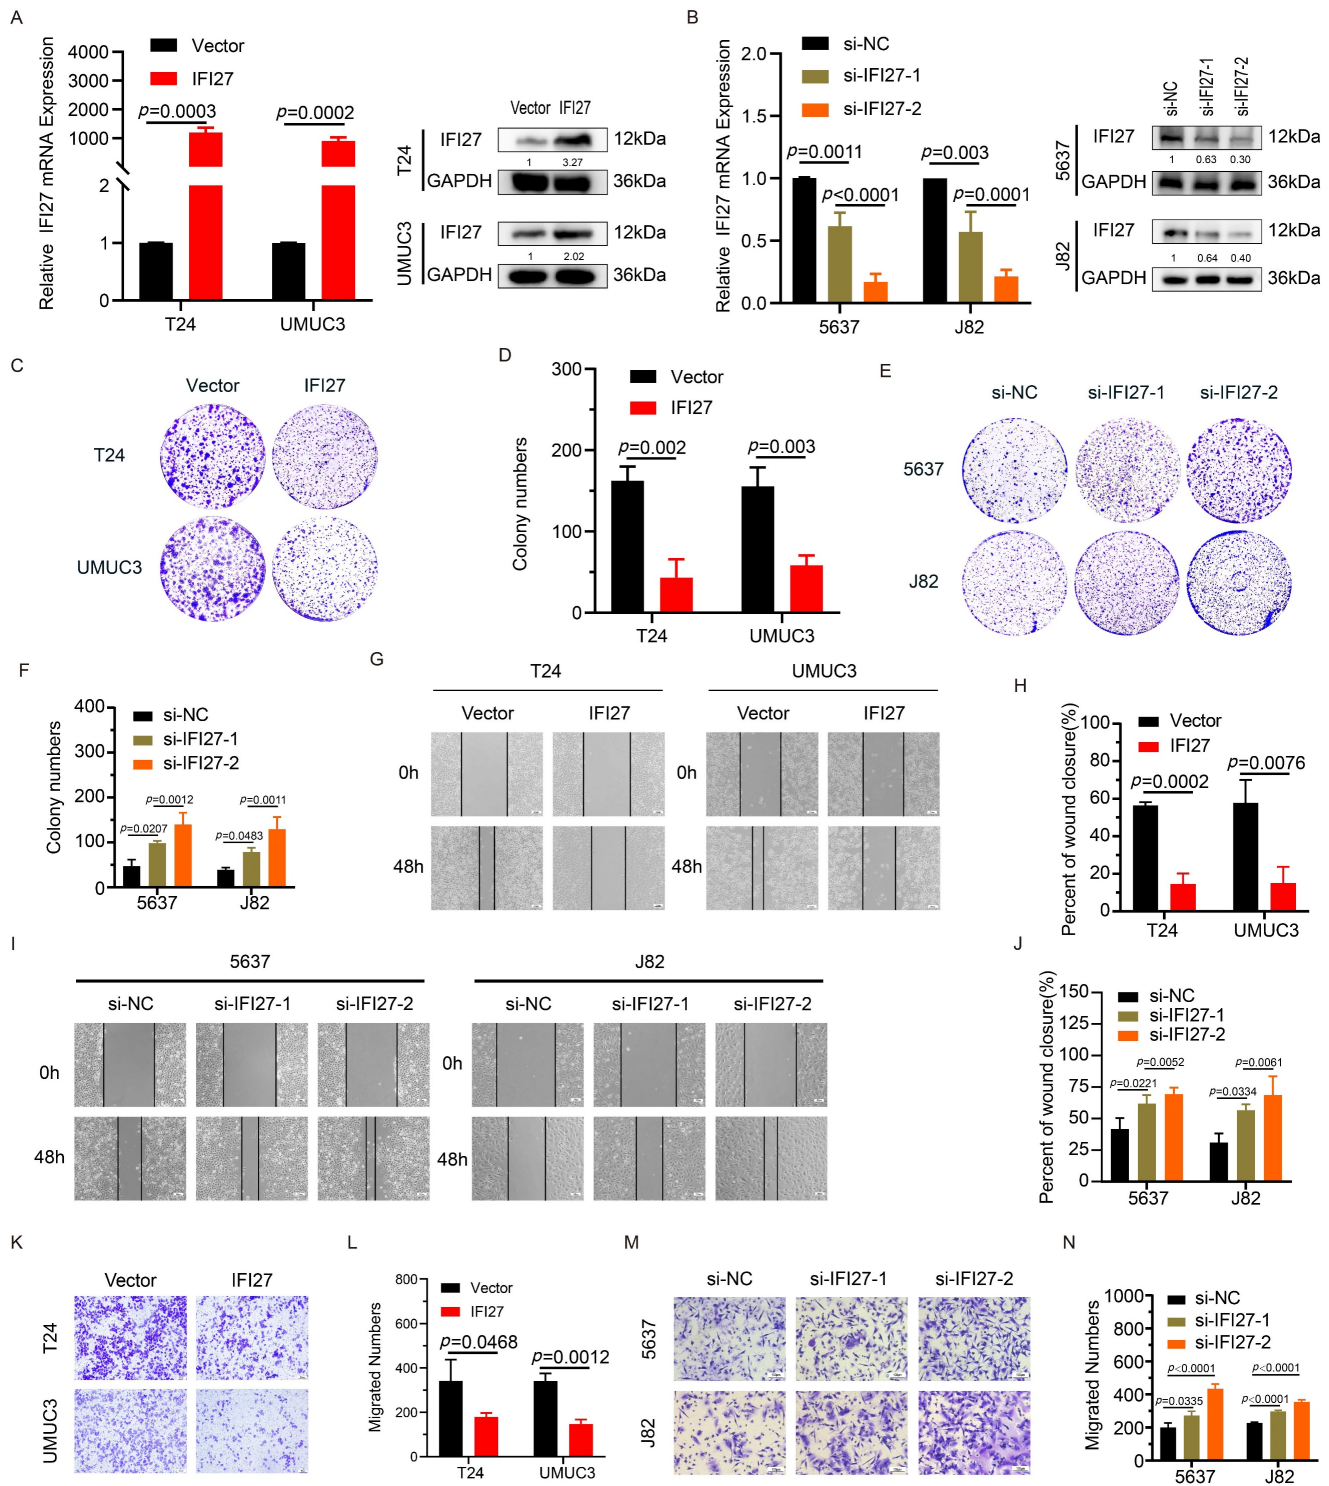 A
Relative IFI27 mRNA Expression
4000
3000
2000
1000
2
1
0
Vector
IFI27
p=0.0003
p=0.0002
T24
UMUC3
Vector IFI27
T24
IFI27 12kDa
1 3.27
GAPDH 36kDa
UMUC3
IFI27 12kDa
1 2.02
GAPDH 36kDa
B
Relative IFI27 mRNA Expression
2.0
1.5
1.0
0.5
0.0
si-NC
si-IFI27-1
si-IFI27-2
p=0.0011
p=0.003
p<0.0001
p=0.0001
5637
J82
si-NC
si-IFI27-1
si-IFI27-2
5637
IFI27 12kDa
1 0.63 0.30
GAPDH 36kDa
J82
IFI27 12kDa
1 0.64 0.40
GAPDH 36kDa
C
Vector IFI27
T24
UMUC3
D
Colony numbers
300
200
100
0
Vector
IFI27
p=0.002
p=0.003
T24
UMUC3
E
si-NC si-IFI27-1 si-IFI27-2
5637
J82
F
Colony numbers
400
300
200
100
0
si-NC
si-IFI27-1
si-IFI27-2
p=0.0012
p=0.0011
p=0.0207
p=0.0483
5637
J82
G
T24 UMUC3
Vector IFI27 Vector IFI27
0h 0h
48h 48h
H
Percent of wound closure(%)
100
80
60
40
20
0
Vector
IFI27
p=0.0002
p=0.0076
T24
UMUC3
I
5637 J82
si-NC si-IFI27-1 si-IFI27-2 si-NC si-IFI27-1 si-IFI27-2
0h 0h
48h 48h
J
Percent of wound closure(%)
150
125
100
75
50
25
0
si-NC
si-IFI27-1
si-IFI27-2
p=0.0052
p=0.0061
p=0.0221
p=0.0334
5637
J82
K
Vector IFI27
T24
UMUC3
L
Migrated Numbers
800
600
400
200
0
Vector
IFI27
p=0.0468
p=0.0012
T24
UMUC3
M
si-NC si-IFI27-1 si-IFI27-2
5637
J82
N
Migrated Numbers
1000
800
600
400
200
0
si-NC
si-IFI27-1
si-IFI27-2
p<0.0001
p<0.0001
p=0.0335
p<0.0001
5637
J82